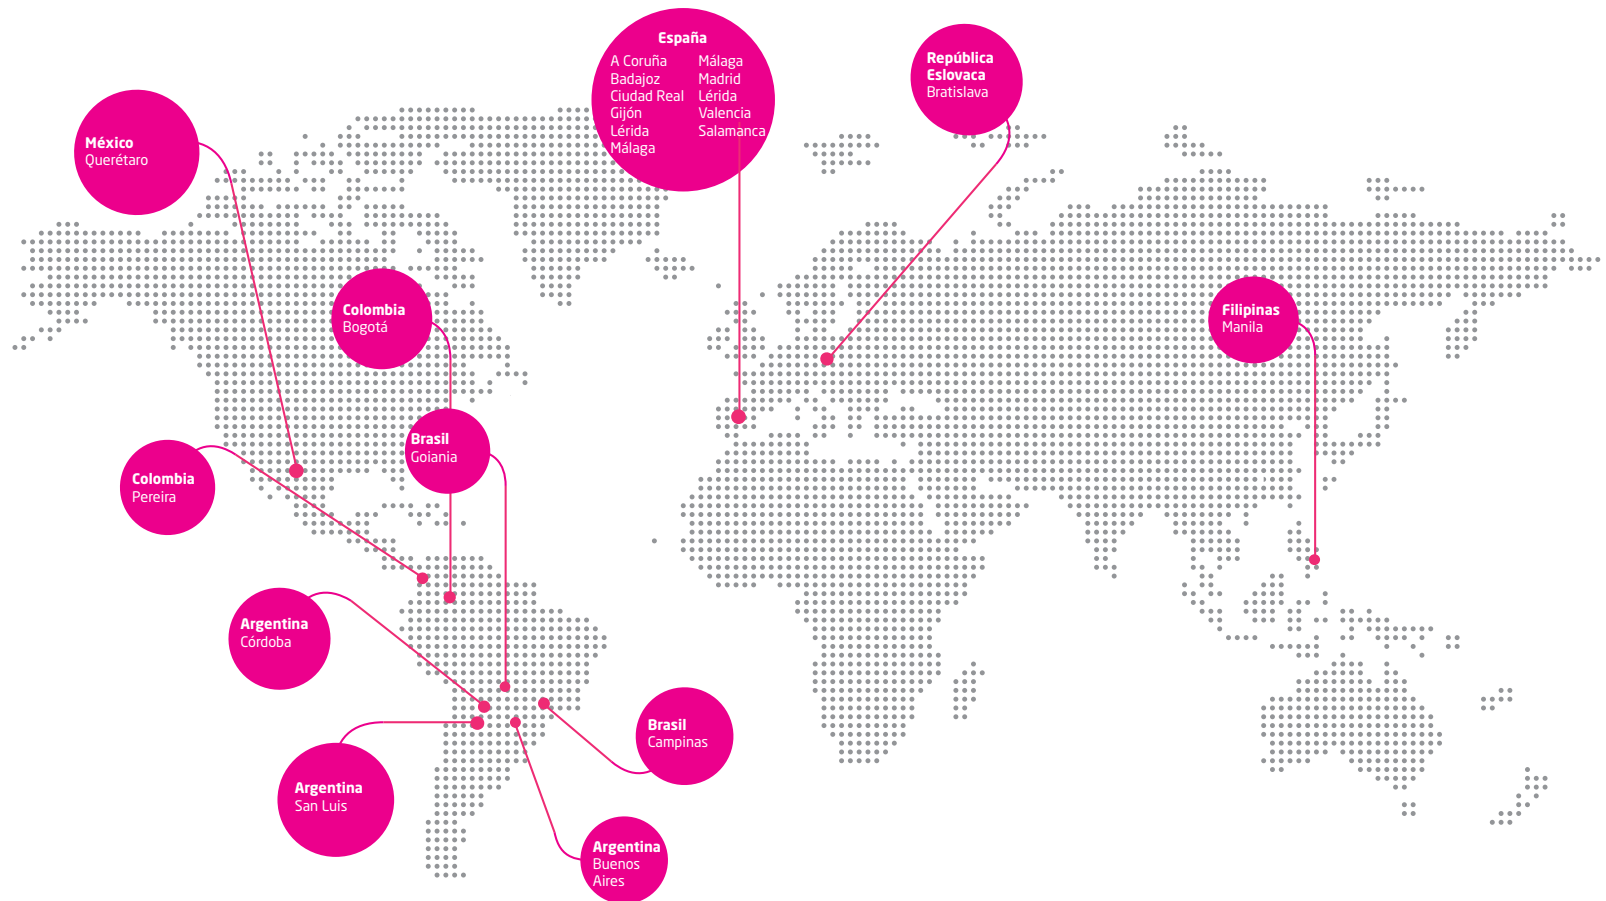 España
A Coruña
Badajoz
Ciudad Real
Gijón
Lérida
Málaga
Málaga
Madrid
Lérida
Valencia
Salamanca
República
Eslovaca
Bratislava
México
Querétaro
Colombia
Bogotá
Filipinas
Manila
Brasil
Goiania
Colombia
Pereira
Argentina
Córdoba
Brasil
Campinas
Argentina
San Luis
Argentina
Buenos
Aires